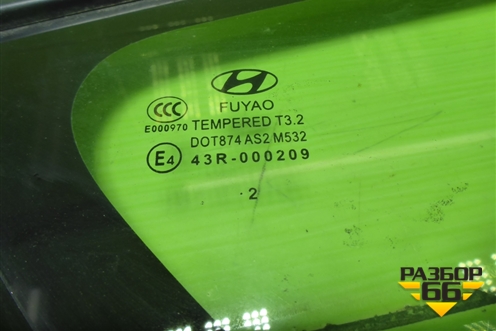 FUYAO
CCC
E000970
TEMPERED T3.2
DOT874 AS2 M532
E4
43R-000209
2
РАЗБОР
66